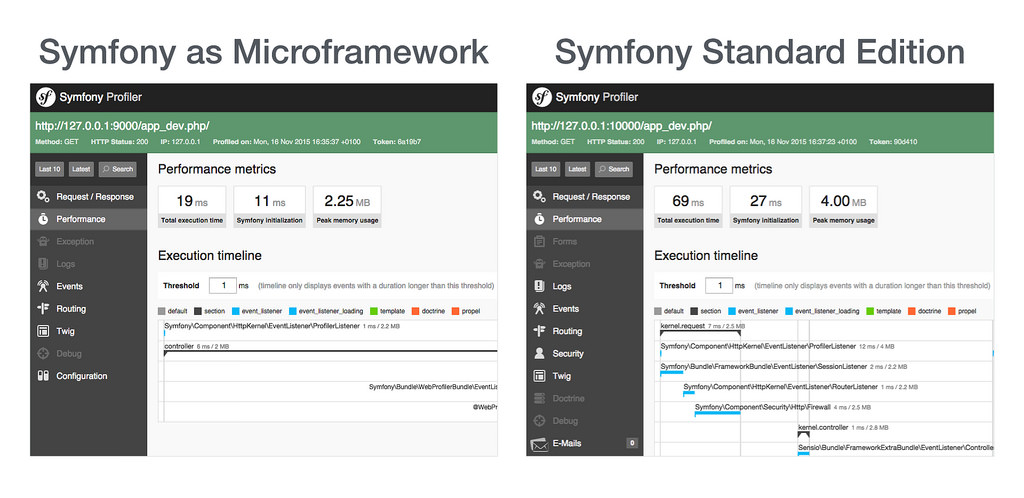 Symfony as Microframework
sf Symfony Profiler
http://127.0.0.1:9000/app_dev.php/
Method: GET HTTP Status: 200 IP: 127.0.0.1 Profiled on: Mon, 16 Nov 2015 16:35:37 +0100 Token: 6a19b7
Last 10 Latest Search
Request / Response
Performance
Exception
Logs
Events
Routing
Twig
Debug
Configuration
Performance metrics
19 ms 11 ms 2.25 MB
Total execution time Symfony initialization Peak memory usage
Execution timeline
Threshold 1 ms (timeline only displays events with a duration longer than this threshold)
default section event_listener event_listener_loading template doctrine propel
Symfony\Component\HttpKernel\EventListener\ProfilerListener 1 ms / 2.2 MB
controller 6 ms / 2 MB
Symfony\Bundle\WebProfilerBundle\EventLis
@WebPr
Symfony Standard Edition
sf Symfony Profiler
http://127.0.0.1:10000/app_dev.php/
Method: GET HTTP Status: 200 IP: 127.0.0.1 Profiled on: Mon, 16 Nov 2015 16:37:23 +0100 Token: 90d410
Last 10 Latest Search
Request / Response
Performance
Forms
Exception
Logs
Events
Routing
Security
Twig
Doctrine
Debug
E-Mails 0
Performance metrics
69 ms 27 ms 4.00 MB
Total execution time Symfony initialization Peak memory usage
Execution timeline
Threshold 1 ms (timeline only displays events with a duration longer than this threshold)
default section event_listener event_listener_loading template doctrine propel
kernel.request 7 ms / 2.5 MB
Symfony\Component\HttpKernel\EventListener\ProfilerListener 12 ms / 4 MB
Symfony\Bundle\FrameworkBundle\EventListener\SessionListener 2 ms / 2.2 MB
Symfony\Component\HttpKernel\EventListener\RouterListener 1 ms / 2.2 MB
Symfony\Component\Security\Http\Firewall 4 ms / 2.5 MB
kernel.controller 1 ms / 2.8 MB
Sensio\Bundle\FrameworkExtraBundle\EventListener\Controlle